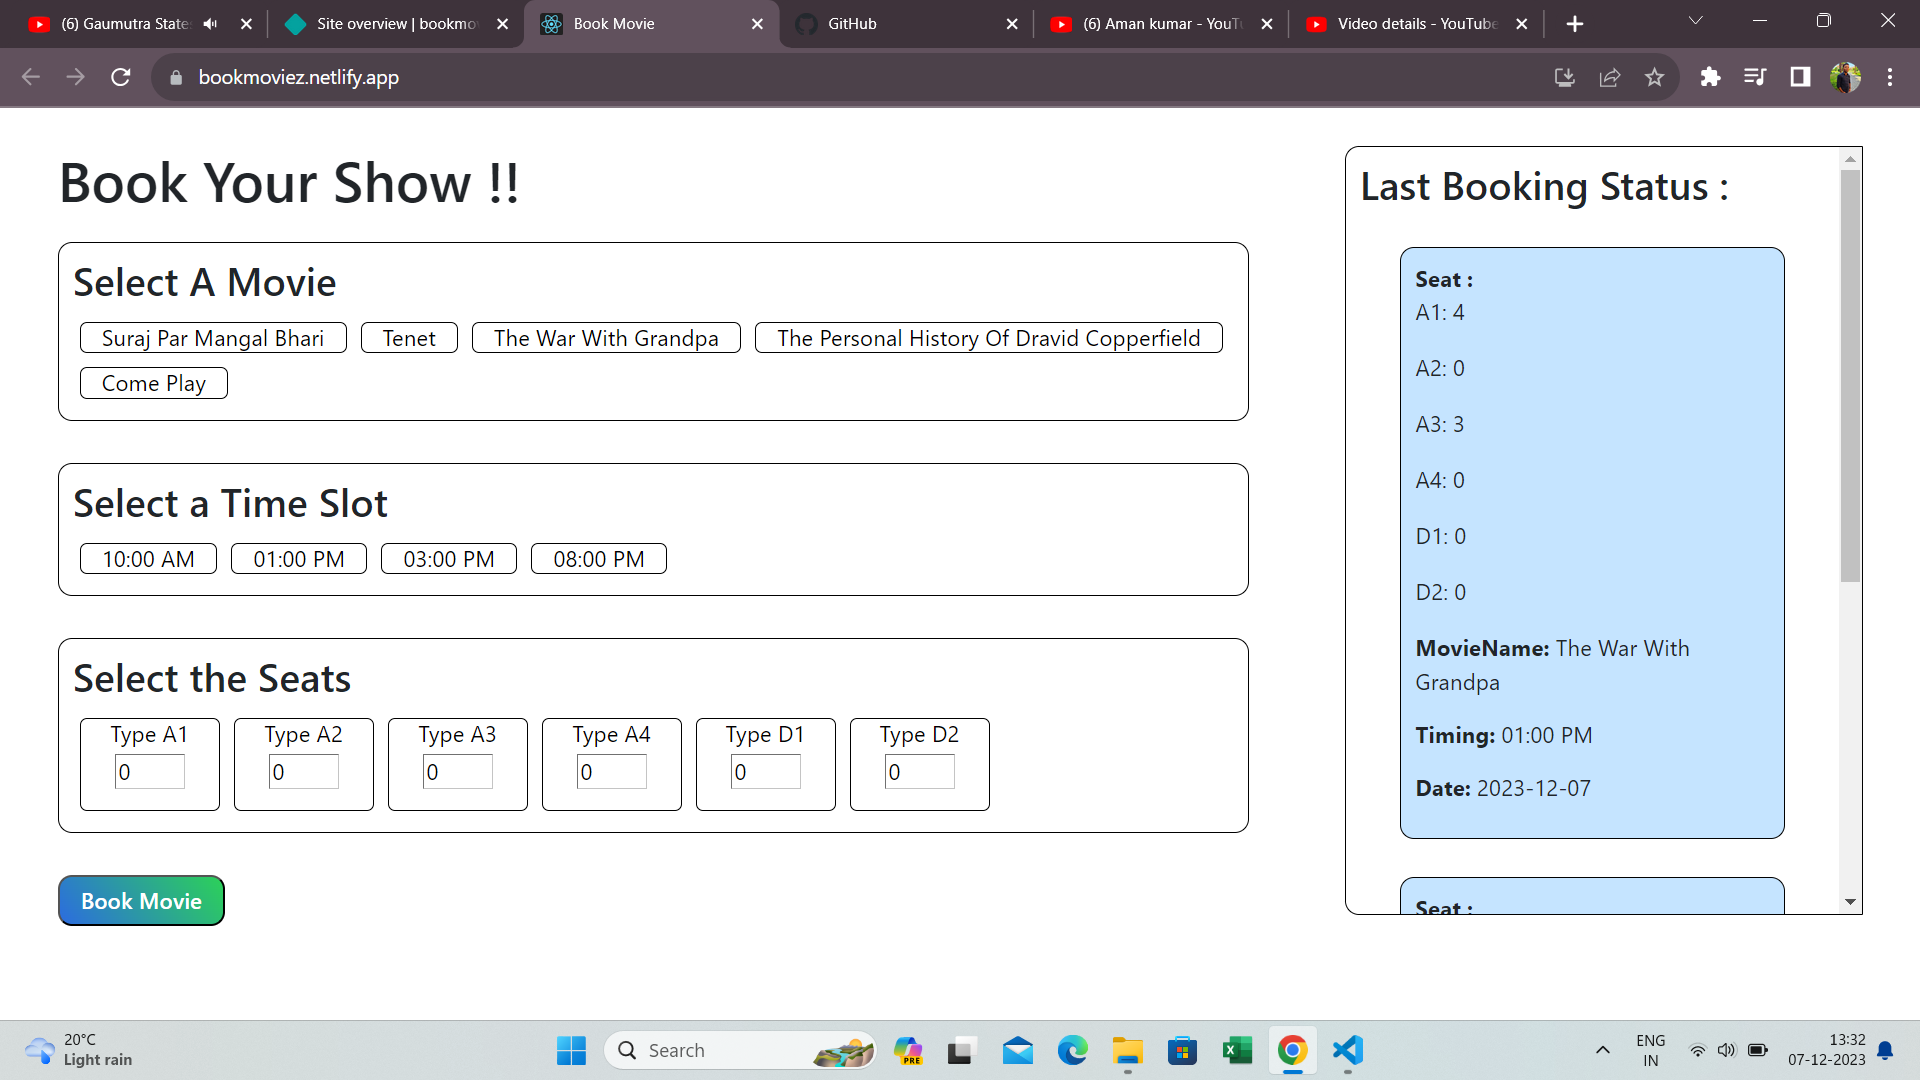 (6) Gaumutra State
Site overview | bookmo
Book Movie
GitHub
(6) Aman kumar - YouTu
Video details - YouTube
bookmoviez.netlify.app
Book Your Show !!
Select A Movie
Suraj Par Mangal Bhari
Tenet
The War With Grandpa
The Personal History Of Dravid Copperfield
Come Play
Select a Time Slot
10:00 AM
01:00 PM
03:00 PM
08:00 PM
Select the Seats
Type A1
Type A2
Type A3
Type A4
Type D1
Type D2
0
0
0
0
0
0
Book Movie
Last Booking Status :
Seat :
A1: 4
A2: 0
A3: 3
A4: 0
D1: 0
D2: 0
MovieName: The War With
Grandpa
Timing: 01:00 PM
Date: 2023-12-07
Seat :
20°C
Light rain
Search
PRE
ENG
IN
13:32
07-12-2023